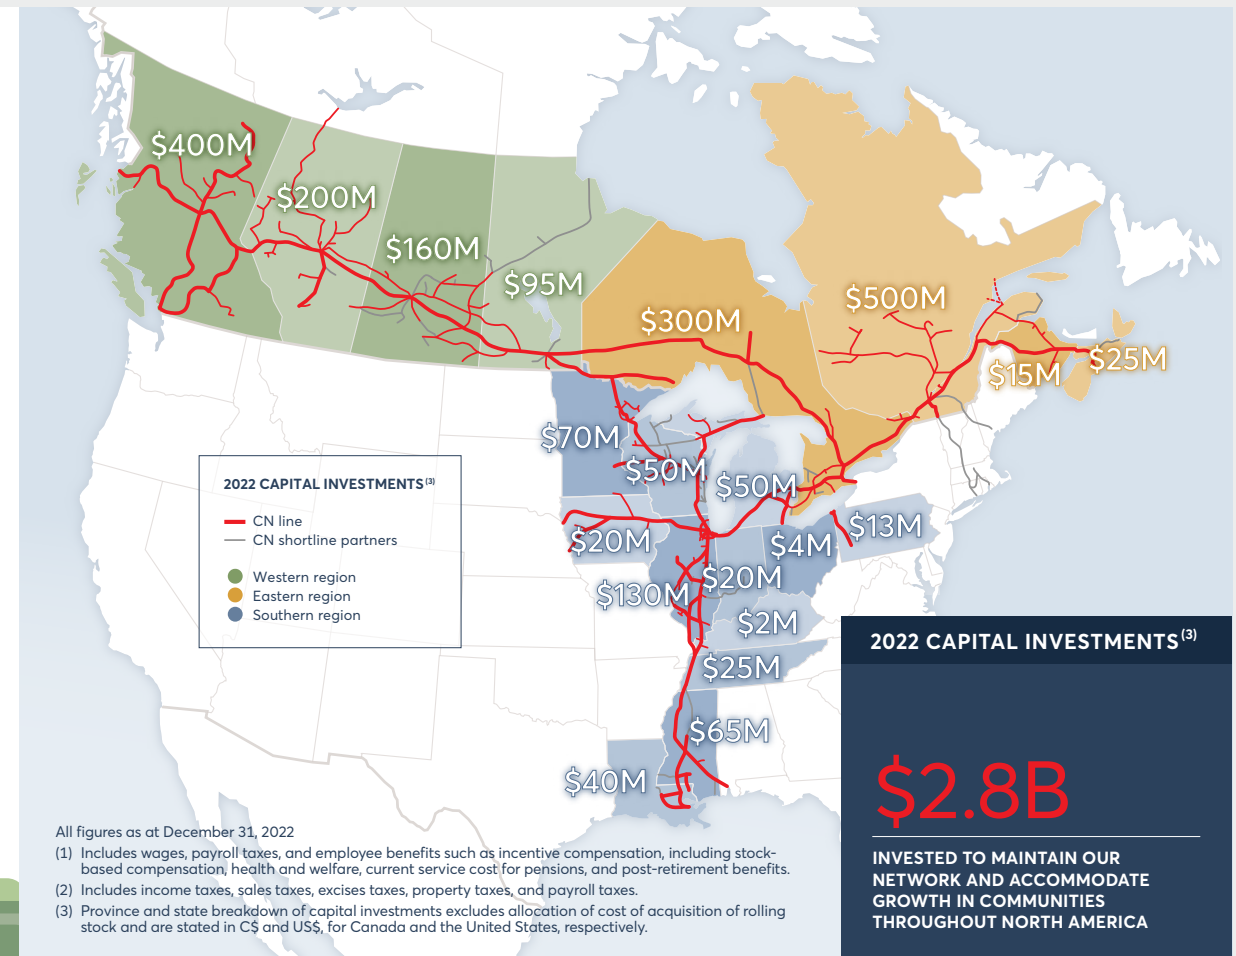 $400M
$200M
$160M
$95M
$300M
$500M
$15M
$25M
$70M
$50M
$50M
$20M
$13M
$4M
$130M
$20M
$2M
$25M
$65M
$40M
2022 CAPITAL INVESTMENTS(3)
CN line
CN shortline partners
Western region
Eastern region
Southern region
2022 CAPITAL INVESTMENTS(3)
$2.8B
INVESTED TO MAINTAIN OUR
NETWORK AND ACCOMMODATE
GROWTH IN COMMUNITIES
THROUGHOUT NORTH AMERICA
All figures as at December 31, 2022
(1) Includes wages, payroll taxes, and employee benefits such as incentive compensation, including stock-
based compensation, health and welfare, current service cost for pensions, and post-retirement benefits.
(2) Includes income taxes, sales taxes, excises taxes, property taxes, and payroll taxes.
(3) Province and state breakdown of capital investments excludes allocation of cost of acquisition of rolling
stock and are stated in C$ and US$, for Canada and the United States, respectively.